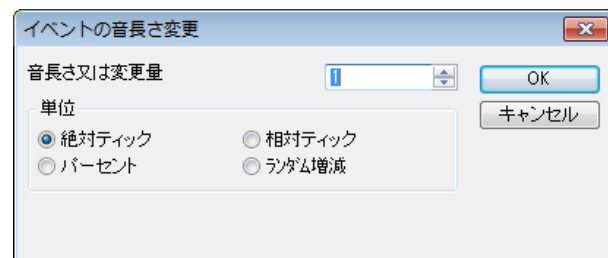 イベントの音長さ変更
音長さ又は変更量
1
OK
キャンセル
単位
絶対ティック
相対ティック
パーセント
ランダム増減